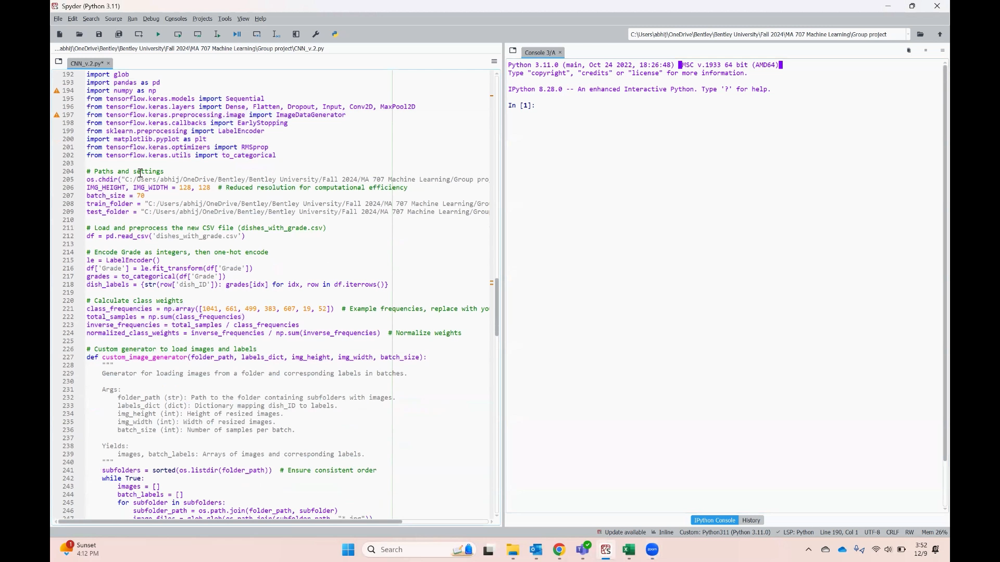 Spyder (Python 3.11)
File Edit Search Source Run Debug Consoles Projects Tools View Help
C:\Users\abhij\OneDrive\Bentley\Bentley University\Fall 2024\MA 707 Machine Learning\Group project
...abhij\OneDrive\Bentley\Bentley University\Fall 2024\MA 707 Machine Learning\Group project\CNN_v.2.py
CNN_v.2.py*
192 import glob
193 import pandas as pd
194 import numpy as np
195 from tensorflow.keras.models import Sequential
196 from tensorflow.keras.layers import Dense, Flatten, Dropout, Input, Conv2D, MaxPool2D
197 from tensorflow.keras.preprocessing.image import ImageDataGenerator
198 from tensorflow.keras.callbacks import EarlyStopping
199 from sklearn.preprocessing import LabelEncoder
200 import matplotlib.pyplot as plt
201 from tensorflow.keras.optimizers import RMSprop
202 from tensorflow.keras.utils import to_categorical
203
204 # Paths and settings
205 os.chdir("C:/Users/abhij/OneDrive/Bentley/Bentley University/Fall 2024/MA 707 Machine Learning/Group pro
206 IMG_HEIGHT, IMG_WIDTH = 128, 128 # Reduced resolution for computational efficiency
207 batch_size = 70
208 train_folder = "C:/Users/abhij/OneDrive/Bentley/Bentley University/Fall 2024/MA 707 Machine Learning/Gro
209 test_folder = "C:/Users/abhij/OneDrive/Bentley/Bentley University/Fall 2024/MA 707 Machine Learning/Grou
210
211 # Load and preprocess the new CSV file (dishes_with_grade.csv)
212 df = pd.read_csv('dishes_with_grade.csv')
213
214 # Encode Grade as integers, then one-hot encode
215 le = LabelEncoder()
216 df['Grade'] = le.fit_transform(df['Grade'])
217 grades = to_categorical(df['Grade'])
218 dish_labels = {str(row['dish_ID']): grades[idx] for idx, row in df.iterrows()}
219
220 # Calculate class weights
221 class_frequencies = np.array([1041, 661, 499, 383, 607, 19, 52]) # Example frequencies, replace with yo
222 total_samples = np.sum(class_frequencies)
223 inverse_frequencies = total_samples / class_frequencies
224 normalized_class_weights = inverse_frequencies / np.sum(inverse_frequencies) # Normalize weights
225
226 # Custom generator to load images and labels
227 def custom_image_generator(folder_path, labels_dict, img_height, img_width, batch_size):
228 """
229 Generator for loading images from a folder and corresponding labels in batches.
230
231 Args:
232 folder_path (str): Path to the folder containing subfolders with images.
233 labels_dict (dict): Dictionary mapping dish_ID to labels.
234 img_height (int): Height of resized images.
235 img_width (int): Width of resized images.
236 batch_size (int): Number of samples per batch.
237
238 Yields:
239 images, batch_labels: Arrays of images and corresponding labels.
240 """
241 subfolders = sorted(os.listdir(folder_path)) # Ensure consistent order
242 while True:
243 images = []
244 batch_labels = []
245 for subfolder in subfolders:
246 subfolder_path = os.path.join(folder_path, subfolder)
247 image_files = glob.glob(os.path.join(subfolder_path, "*.jpg"))
Console 3/A
Python 3.11.0 (main, Oct 24 2022, 18:26:48) [MSC v.1933 64 bit (AMD64)]
Type "copyright", "credits" or "license" for more information.
IPython 8.28.0 -- An enhanced Interactive Python. Type '?' for help.
In [1]:
IPython Console History
Update available Inline Custom: Python311 (Python 3.11.0) LSP: Python Line 190, Col 1 UTF-8 CRLF RW Mem 26%
1
Sunset
4:12 PM
Search
zoom
3:52
12/9